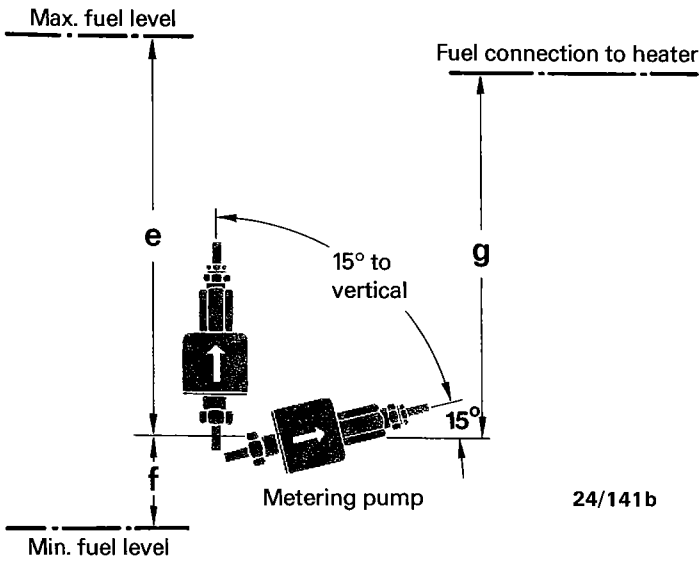 Max. fuel level
Fuel connection to heater
e
g
15° to
vertical
15°
f
Metering pump
24/141b
Min. fuel level